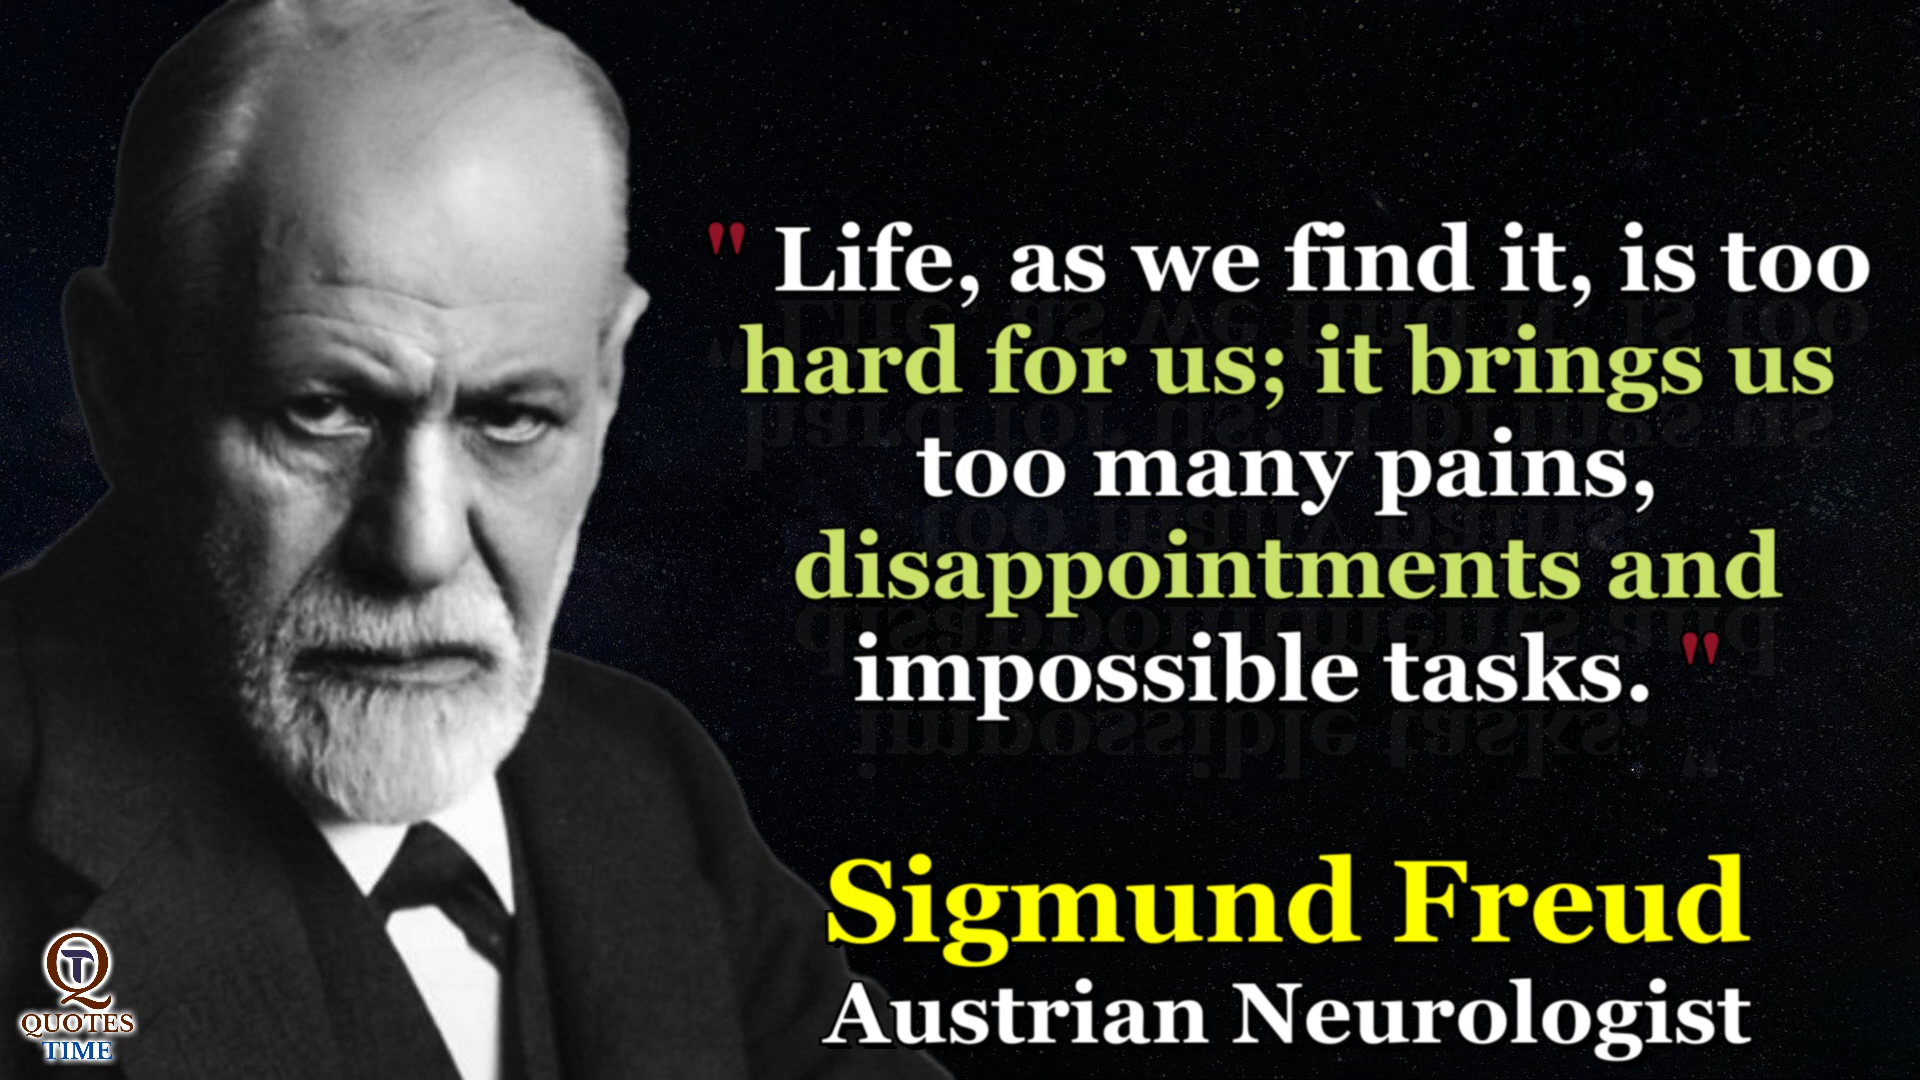 " Life, as we find it, is too
hard for us; it brings us
too many pains,
disappointments and
impossible tasks. "
Sigmund Freud
Austrian Neurologist
QT
QUOTES
TIME